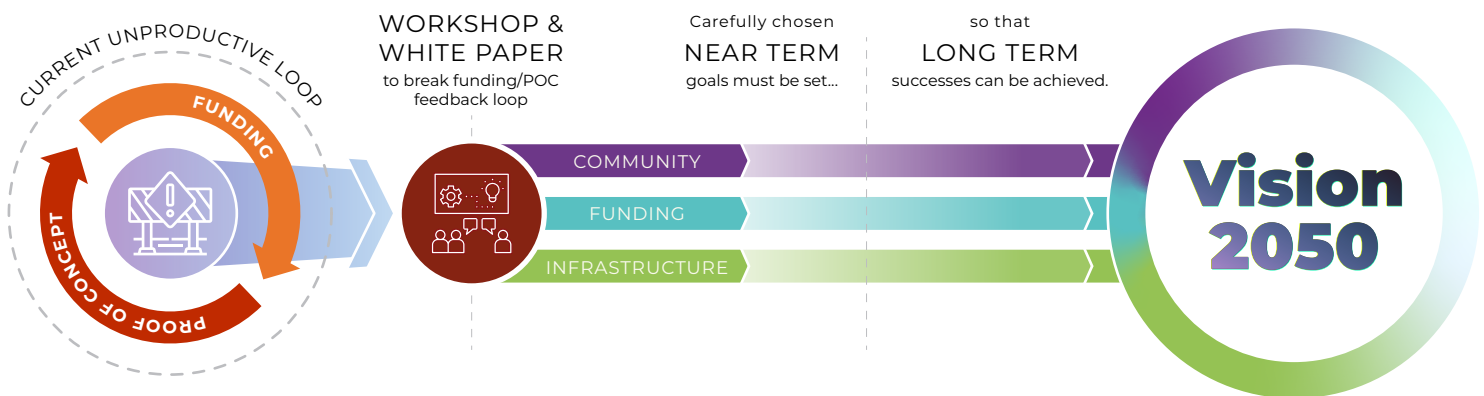 CURRENT UNPRODUCTIVE LOOP
FUNDING
PROOF OF CONCEPT
WORKSHOP &
WHITE PAPER
to break funding/POC
feedback loop
Carefully chosen
NEAR TERM
goals must be set...
so that
LONG TERM
successes can be achieved.
COMMUNITY
FUNDING
INFRASTRUCTURE
Vision
2050